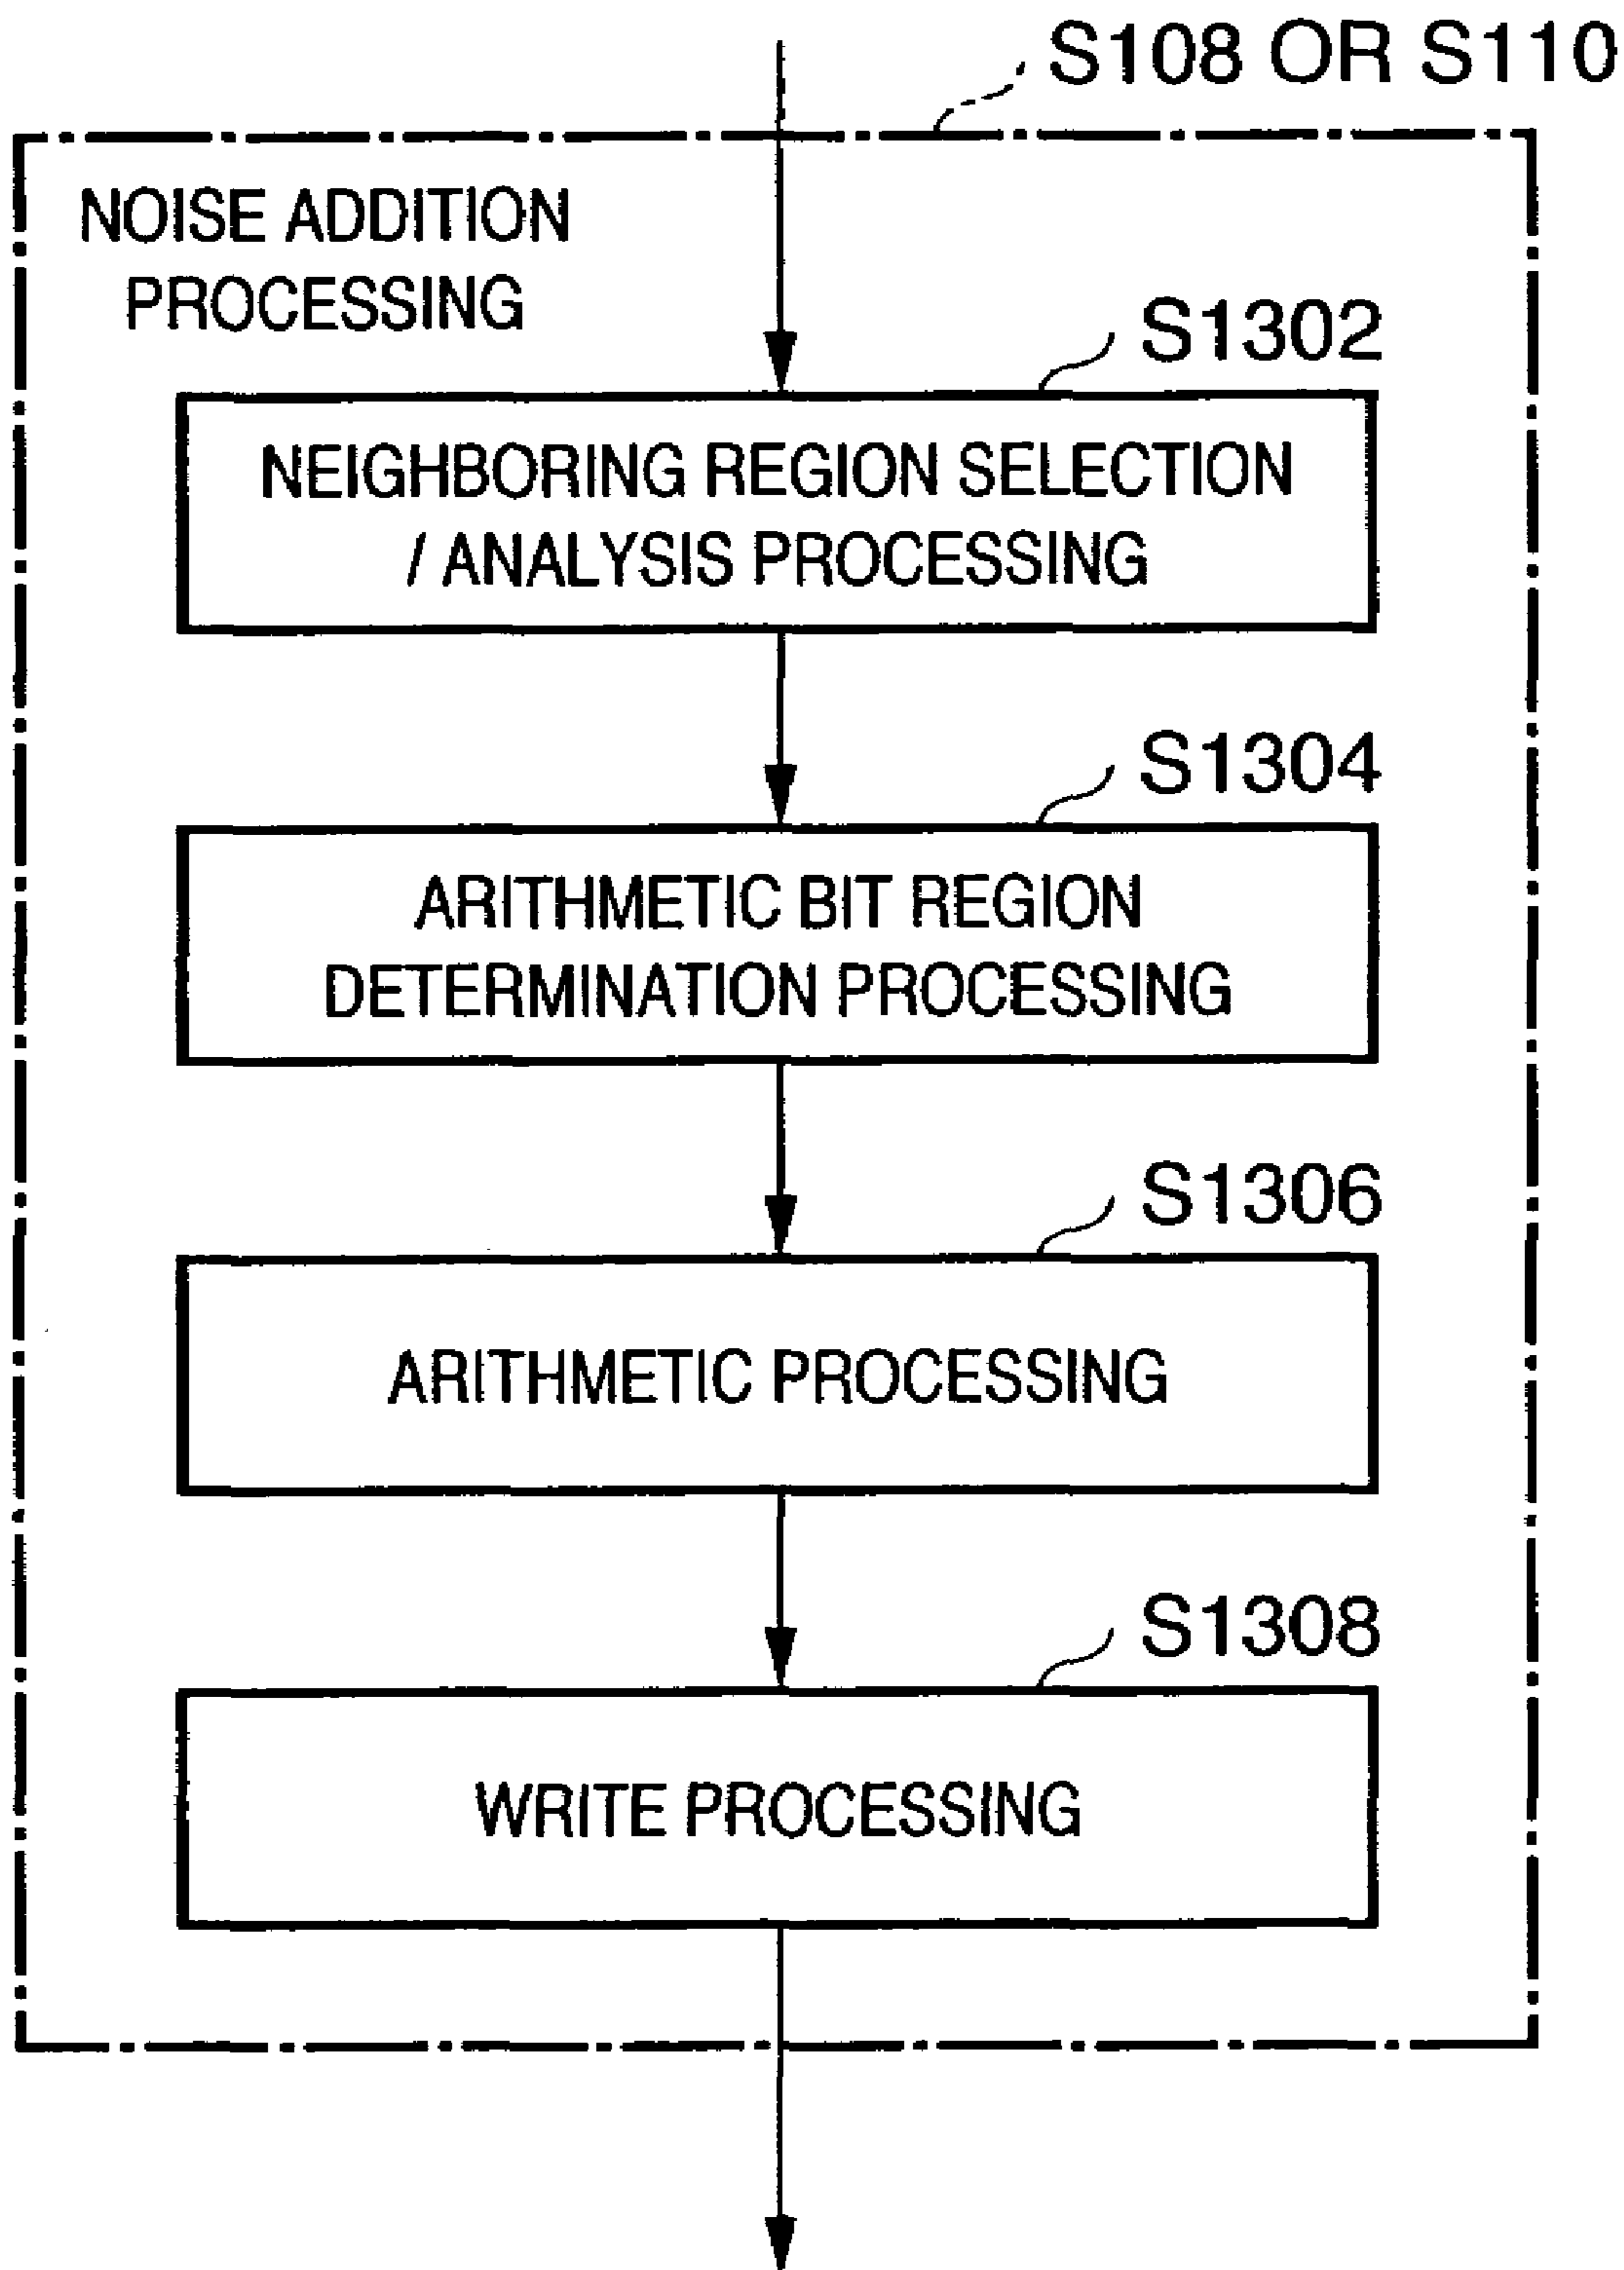 S108 OR S110
NOISE ADDITION
PROCESSING
S1302
NEIGHBORING REGION SELECTION
/ ANALYSIS PROCESSING
S1304
ARITHMETIC BIT REGION
DETERMINATION PROCESSING
S1306
ARITHMETIC PROCESSING
S1308
WRITE PROCESSING